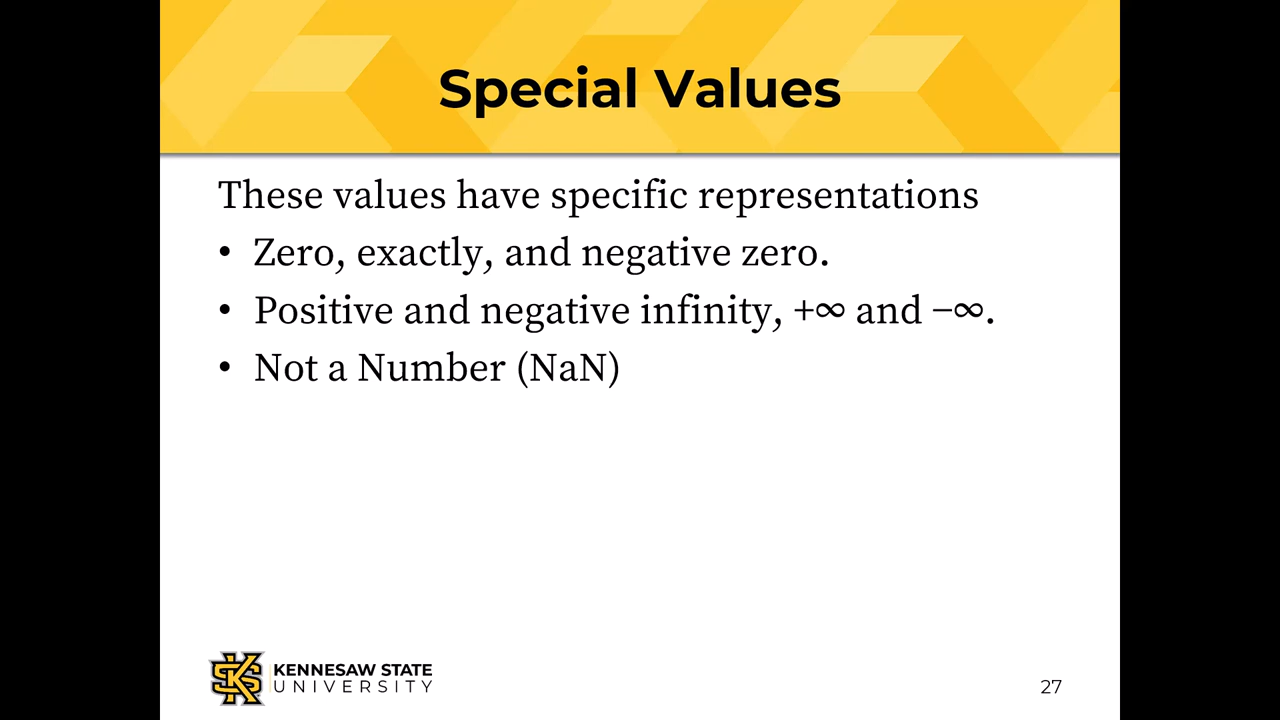 Special Values
These values have specific representations
• Zero, exactly, and negative zero.
• Positive and negative infinity, +∞ and −∞.
• Not a Number (NaN)
KENNESAW STATE
UNIVERSITY
27